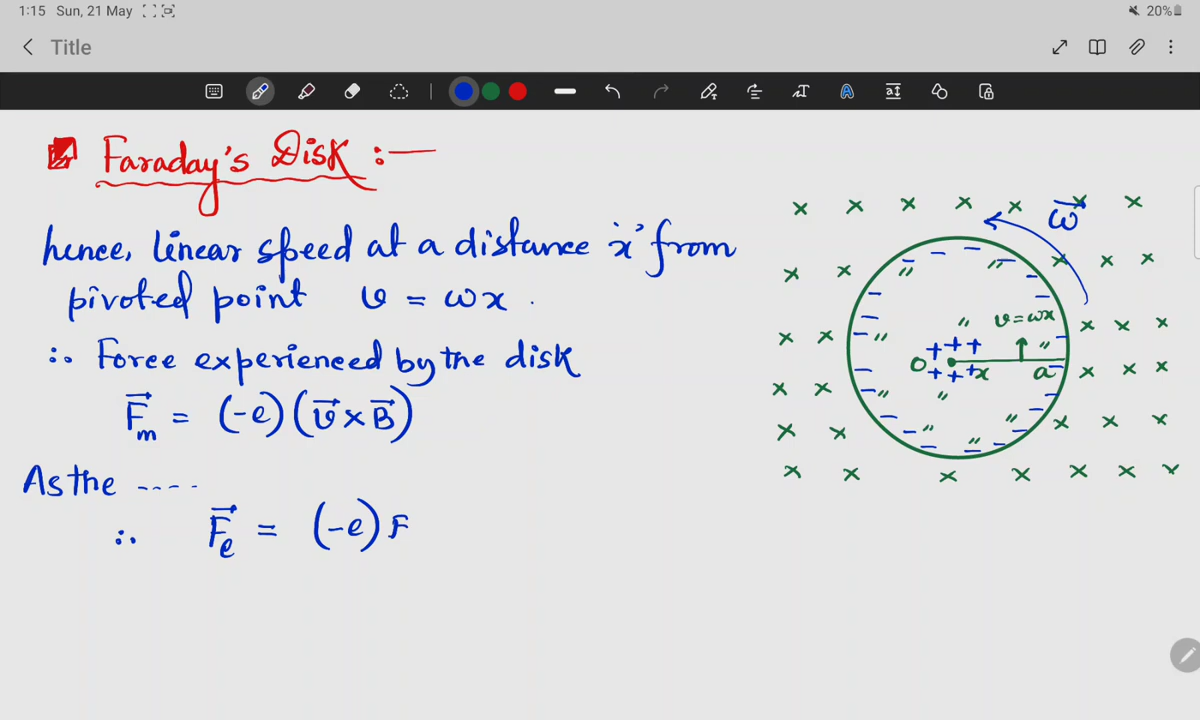 1:15 Sun, 21 May
20%
Title
Faraday's Disk :—
hence, linear speed at a distance 'x' from
pivoted point v = ωx .
∴ Force experienced by the disk
F⃗m = (-e)(v⃗ × B⃗)
As the ----
∴ F⃗e = (-e) F
ω⃗
v = ωx
+++
O
+++
x
a